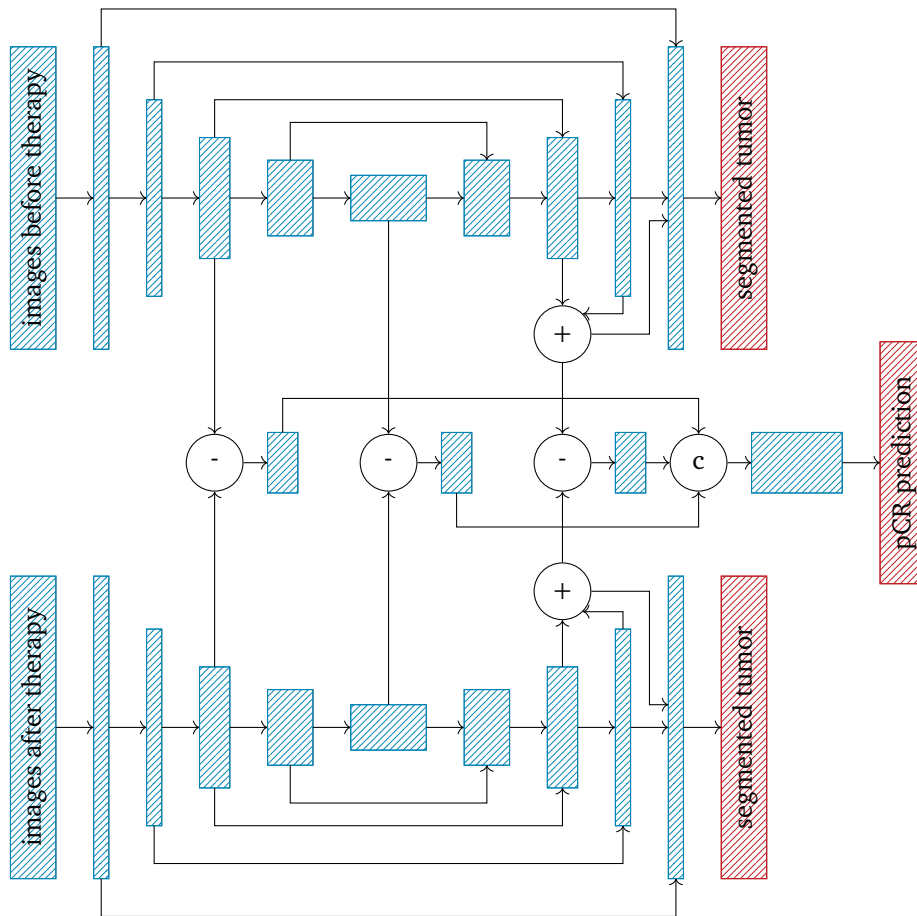 images before therapy
segmented tumor
+
pCR prediction
-
-
-
c
+
images after therapy
segmented tumor